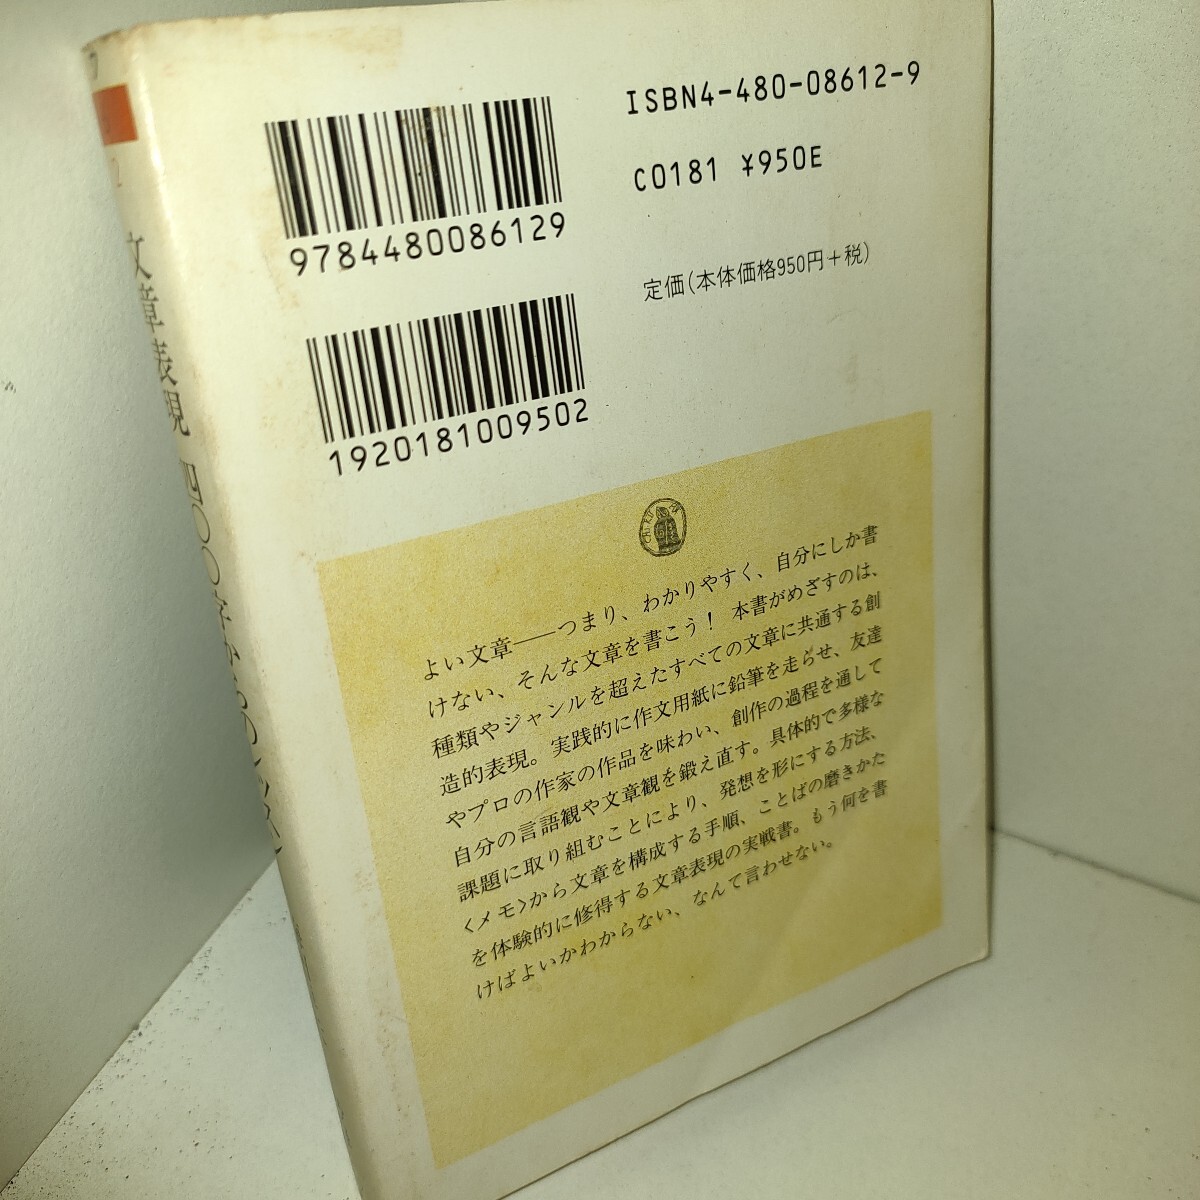 ISBN4-480-08612-9
C0181 ¥950E
定価(本体価格950円+税)
9784480086129
1920181009502
よい文章――つまり、わかりやすく、自分にしか書
けない、そんな文章を書こう! 本書がめざすのは、
種類やジャンルを超えたすべての文章に共通する創
造的表現。実践的に作文用紙に鉛筆を走らせ、友達
やプロの作家の作品を味わい、創作の過程を通して
自分の言語観や文章観を鍛え直す。具体的で多様な
課題に取り組むことにより、発想を形にする方法、
〈メモ〉から文章を構成する手順、ことばの磨きかた
を体験的に修得する文章表現の実戦書。もう何を書
けばよいかわからない、なんて言わせない。
文章表現 四〇〇字からのレッスン